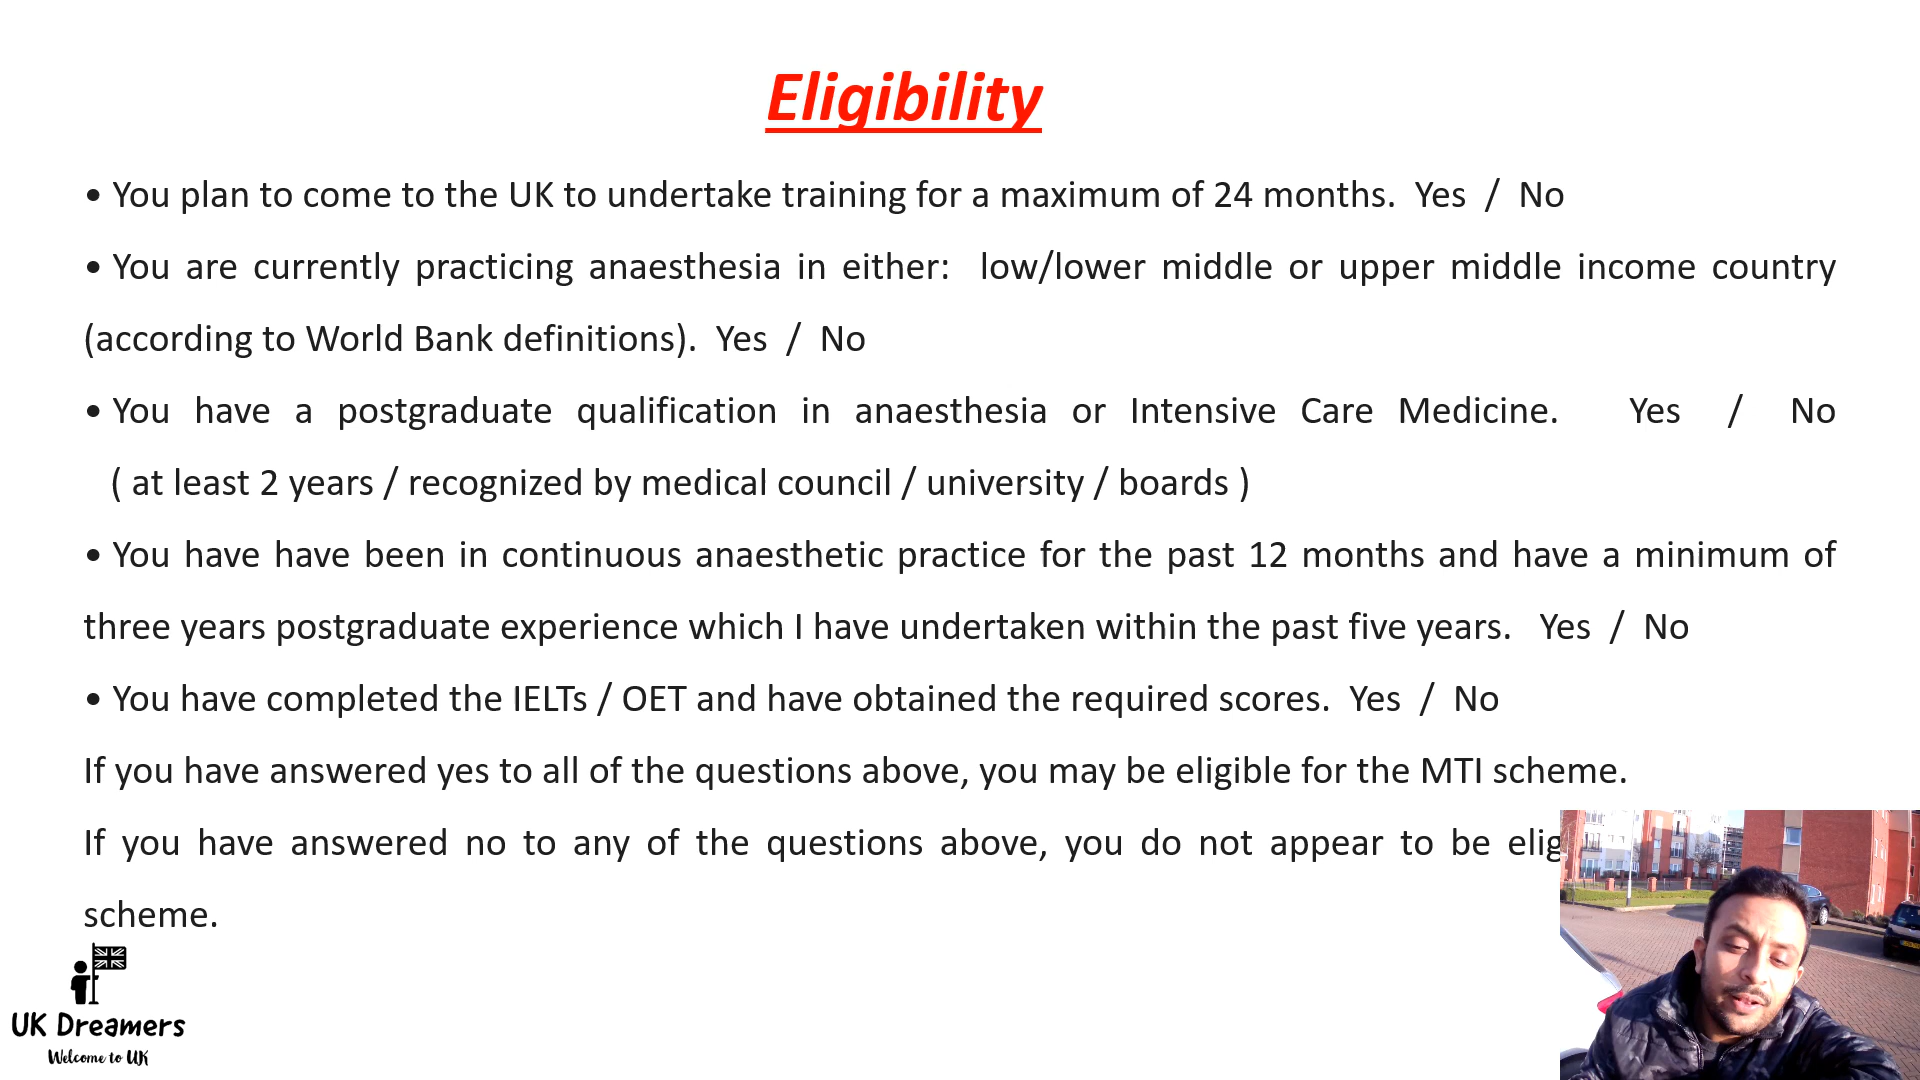 Eligibility
• You plan to come to the UK to undertake training for a maximum of 24 months. Yes / No
• You are currently practicing anaesthesia in either: low/lower middle or upper middle income country
(according to World Bank definitions). Yes / No
• You have a postgraduate qualification in anaesthesia or Intensive Care Medicine. Yes / No
( at least 2 years / recognized by medical council / university / boards )
• You have have been in continuous anaesthetic practice for the past 12 months and have a minimum of
three years postgraduate experience which I have undertaken within the past five years. Yes / No
• You have completed the IELTs / OET and have obtained the required scores. Yes / No
If you have answered yes to all of the questions above, you may be eligible for the MTI scheme.
If you have answered no to any of the questions above, you do not appear to be
scheme.
UK Dreamers
Welcome to UK